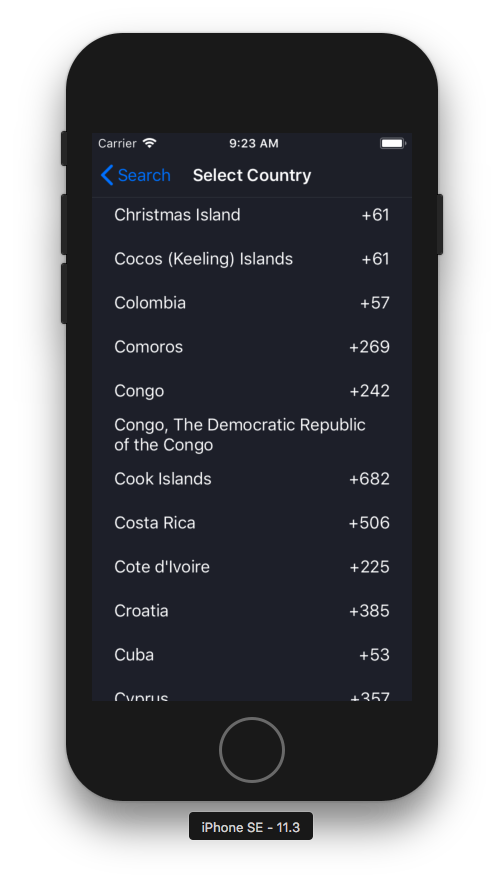 Carrier 9:23 AM
Search Select Country
Christmas Island +61
Cocos (Keeling) Islands +61
Colombia +57
Comoros +269
Congo +242
Congo, The Democratic Republic
of the Congo
Cook Islands +682
Costa Rica +506
Cote d'Ivoire +225
Croatia +385
Cuba +53
Cyprus +357
iPhone SE - 11.3